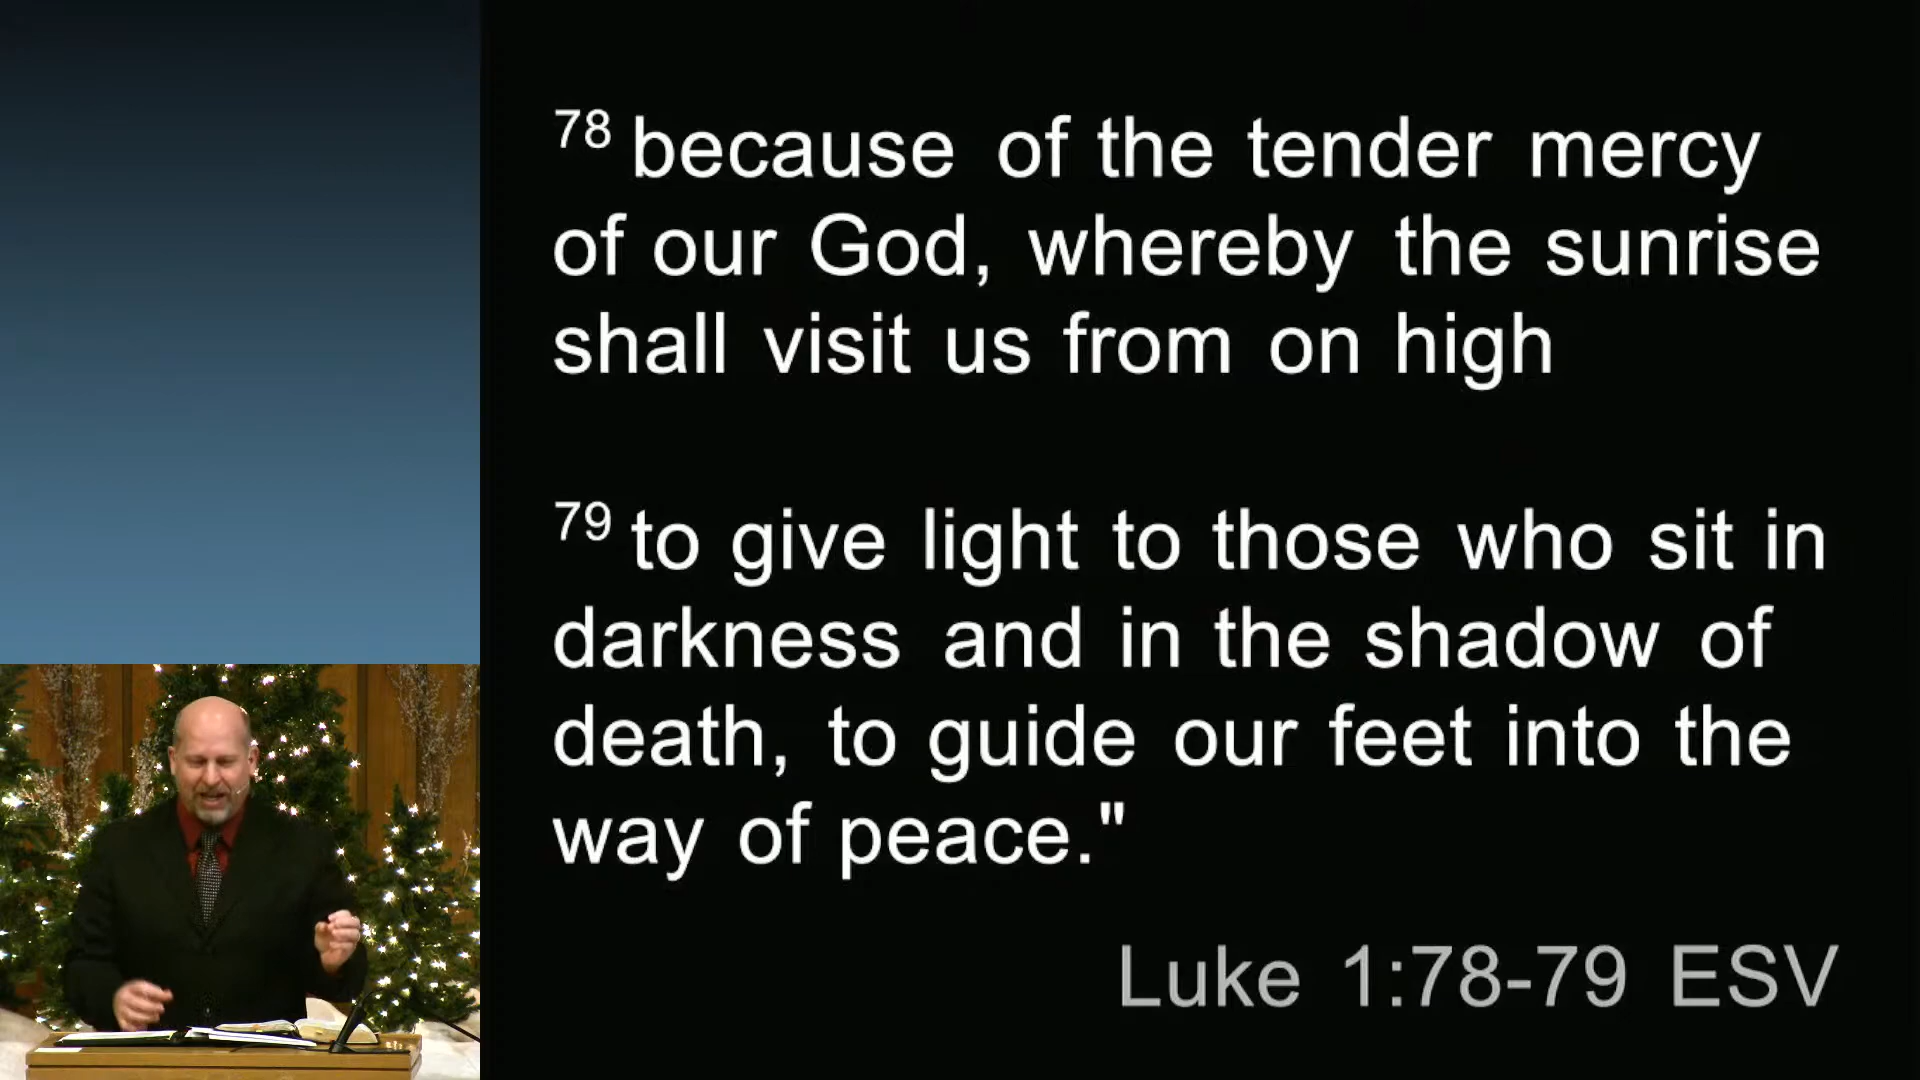 78 because of the tender mercy
of our God, whereby the sunrise
shall visit us from on high
79 to give light to those who sit in
darkness and in the shadow of
death, to guide our feet into the
way of peace."
Luke 1:78-79 ESV